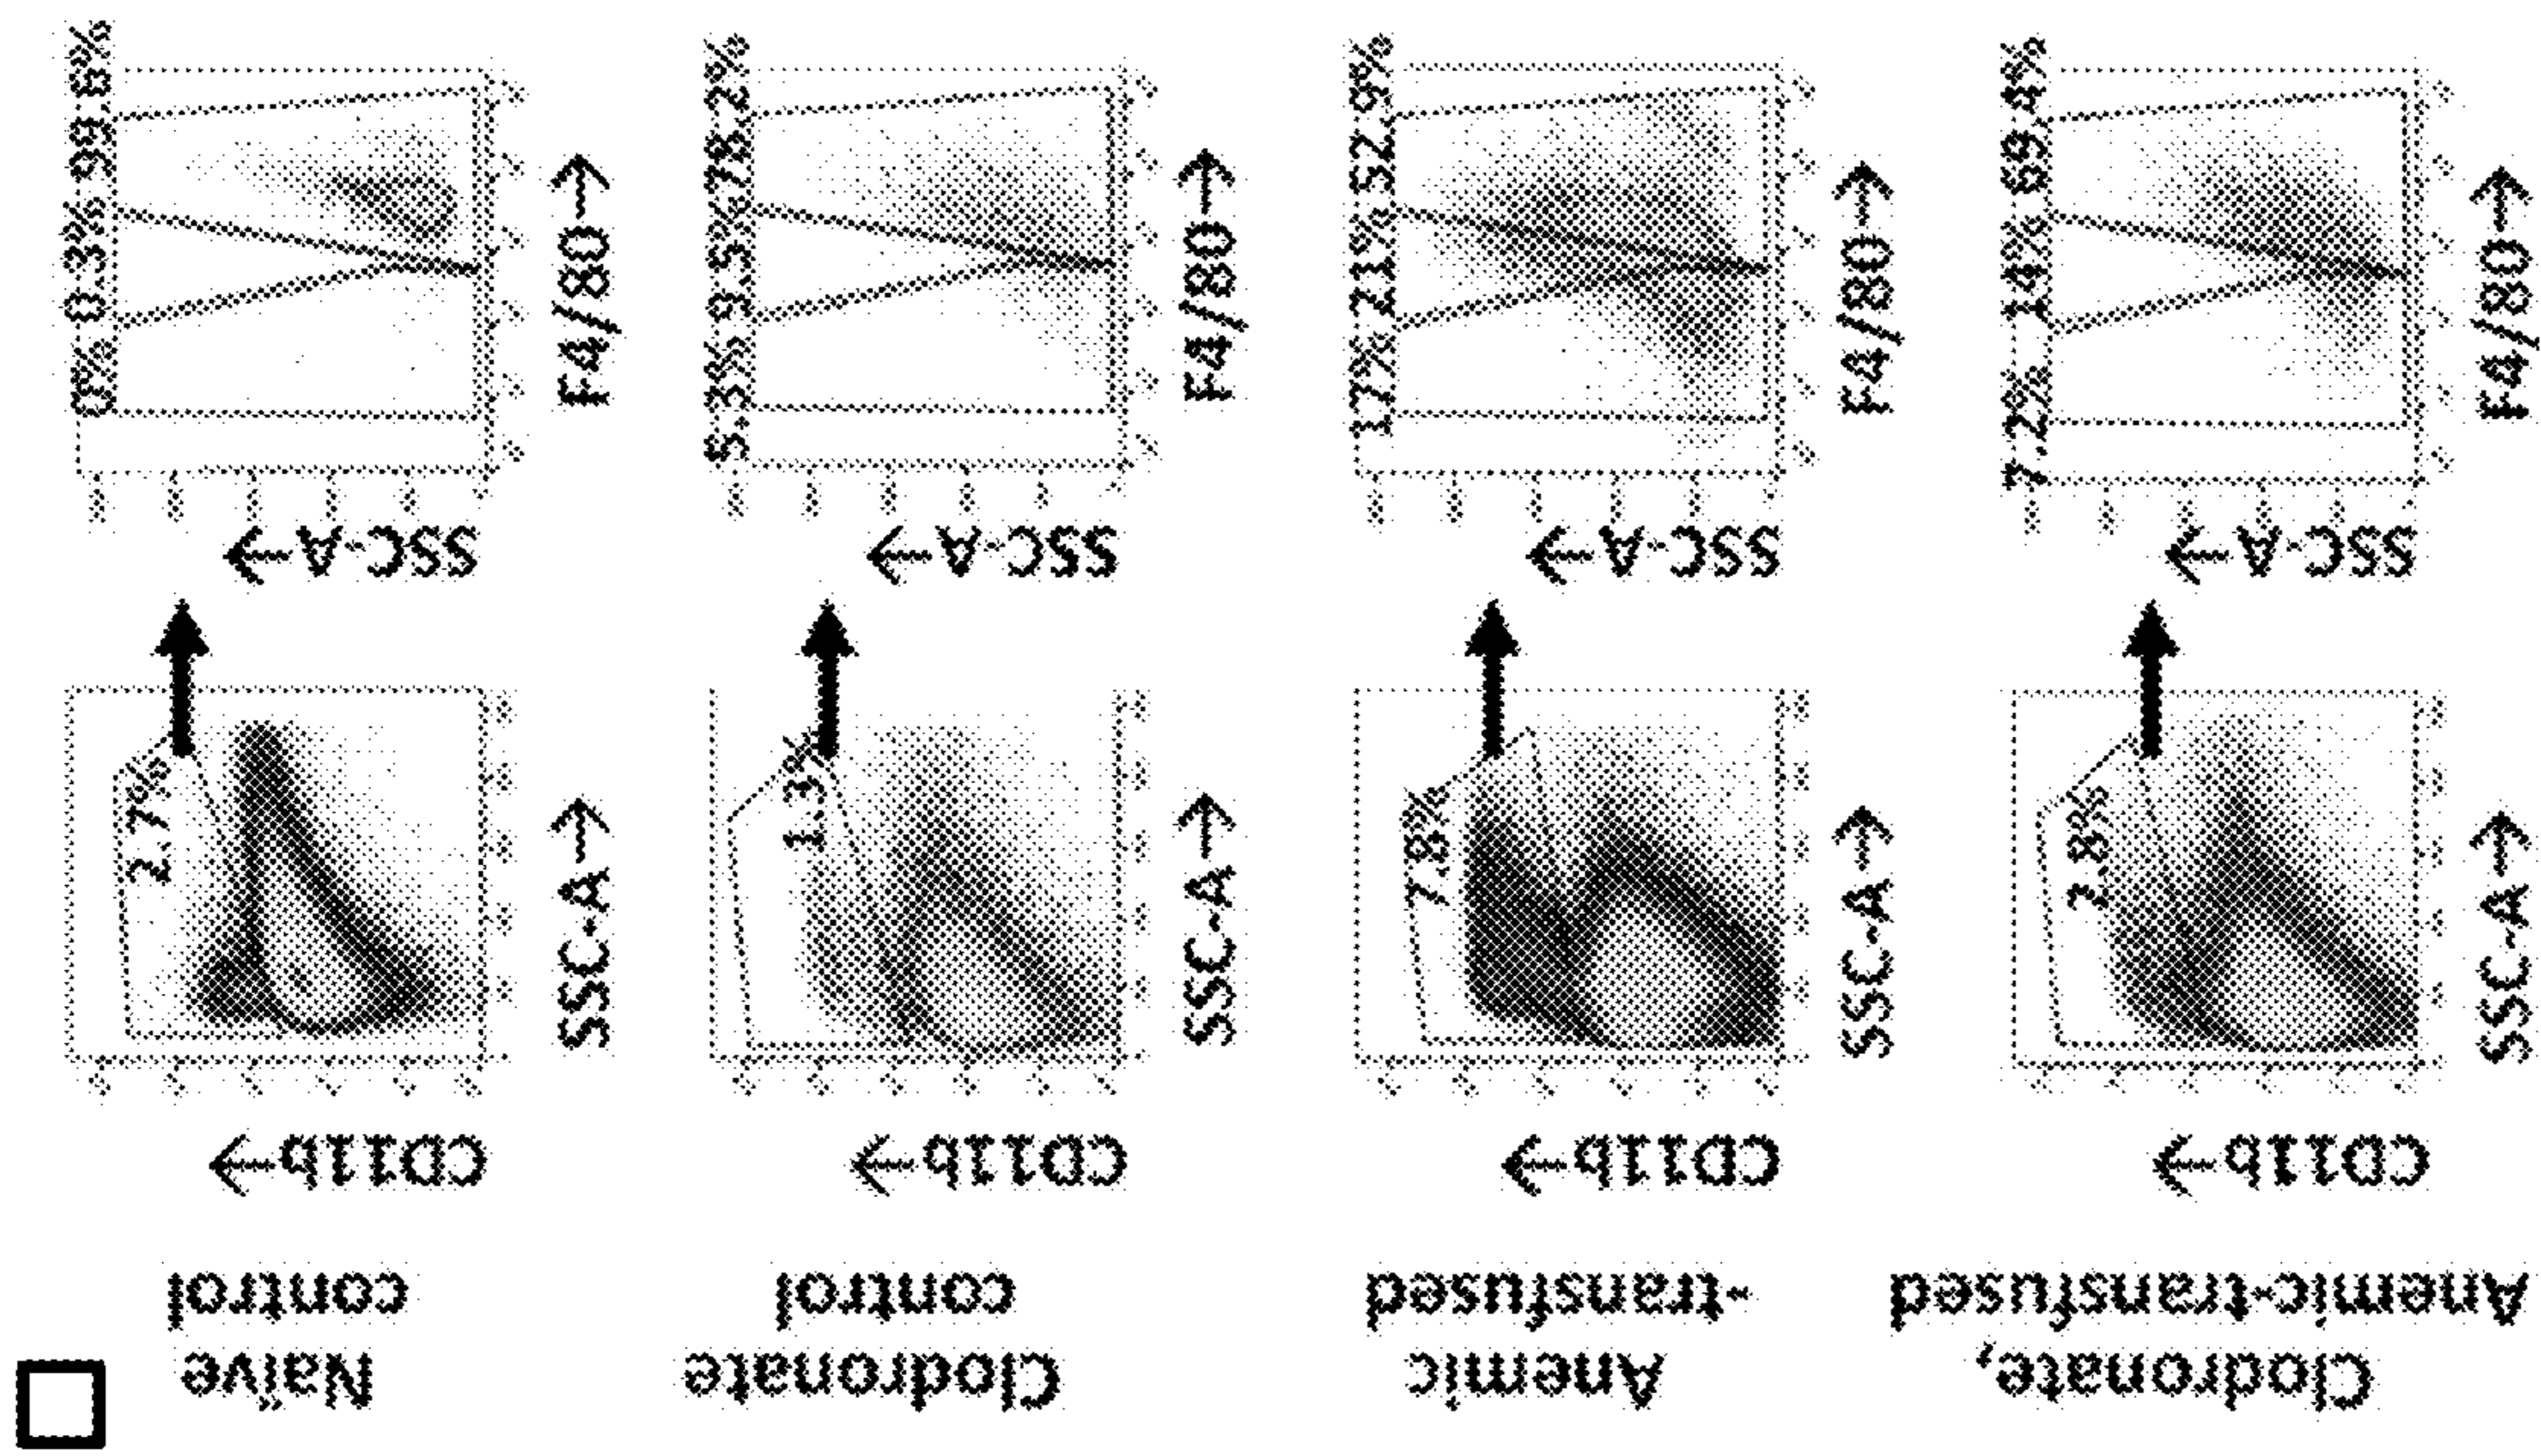 Naïve
control
CD11b→
2.7%
SSC-A→
SSC-A→
0% 0.3% 99.6%
F4/80→
Clodronate
control
CD11b→
1.3%
SSC-A→
SSC-A→
5.3% 9.5% 78.2%
F4/80→
Anemic
-transfused
CD11b→
7.8%
SSC-A→
SSC-A→
17% 21% 52.9%
F4/80→
Clodronate,
Anemic-transfused
CD11b→
2.8%
SSC-A→
SSC-A→
7.2% 14% 69.4%
F4/80→